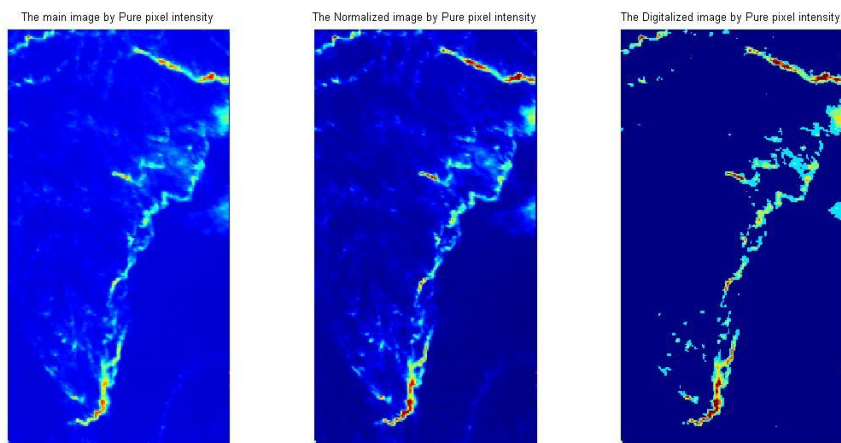 The main image by Pure pixel intensity
The Normalized image by Pure pixel intensity
The Digitalized image by Pure pixel intensity